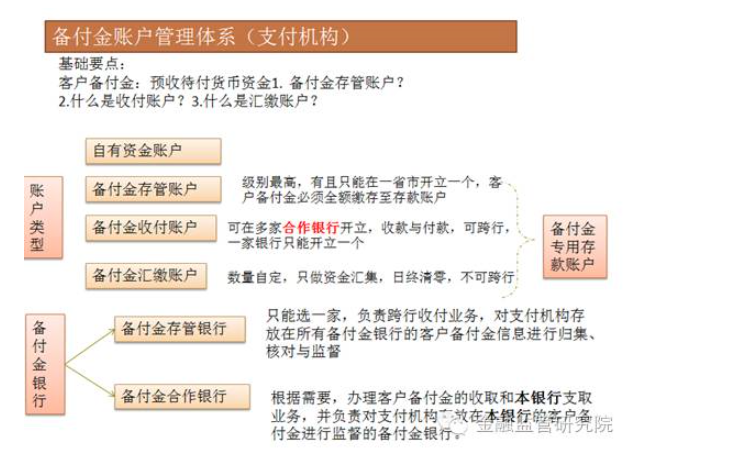 备付金账户管理体系（支付机构）
基础要点：
客户备付金：预收待付货币资金1. 备付金存管账户？
2.什么是收付账户？3.什么是汇缴账户？
账户类型
自有资金账户
备付金存管账户
级别最高，有且只能在一省市开立一个，客
户备付金必须全额缴存至存款账户
备付金收付账户
可在多家合作银行开立，收款与付款，可跨行，
一家银行只能开立一个
备付金汇缴账户
数量自定，只做资金汇集，日终清零，不可跨行
备付金
专用存
款账户
备付金银行
备付金存管银行
只能选一家，负责跨行收付业务，对支付机构存
放在所有备付金银行的客户备付金信息进行归集、
核对与监督
备付金合作银行
根据需要，办理客户备付金的收取和本银行支取
业务，并负责对支付机构存放在本银行的客户备
付金进行监督的备付金银行。
金融监管研究院